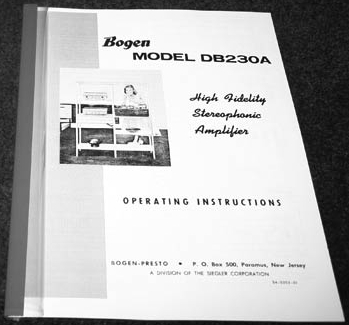 Bogen
MODEL DB230A
High Fidelity
Stereophonic
Amplifier
OPERATING INSTRUCTIONS
BOGEN-PRESTO • P. O. Box 500, Paramus, New Jersey
A DIVISION OF THE SIEGLER CORPORATION